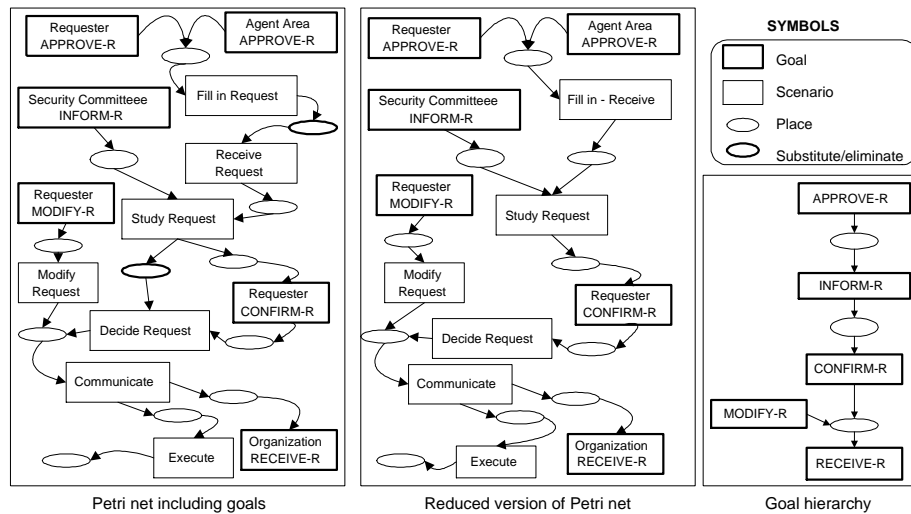 Requester
APPROVE-R
Agent Area
APPROVE-R
Fill in Request
Security Committeee
INFORM-R
Receive
Request
Requester
MODIFY-R
Study Request
Modify
Request
Requester
CONFIRM-R
Decide Request
Communicate
Organization
RECEIVE-R
Execute
Petri net including goals
Requester
APPROVE-R
Agent Area
APPROVE-R
Fill in - Receive
Security Committeee
INFORM-R
Requester
MODIFY-R
Study Request
Modify
Request
Requester
CONFIRM-R
Decide Request
Communicate
Organization
RECEIVE-R
Execute
Reduced version of Petri net
SYMBOLS
Goal
Scenario
Place
Substitute/eliminate
APPROVE-R
INFORM-R
CONFIRM-R
MODIFY-R
RECEIVE-R
Goal hierarchy